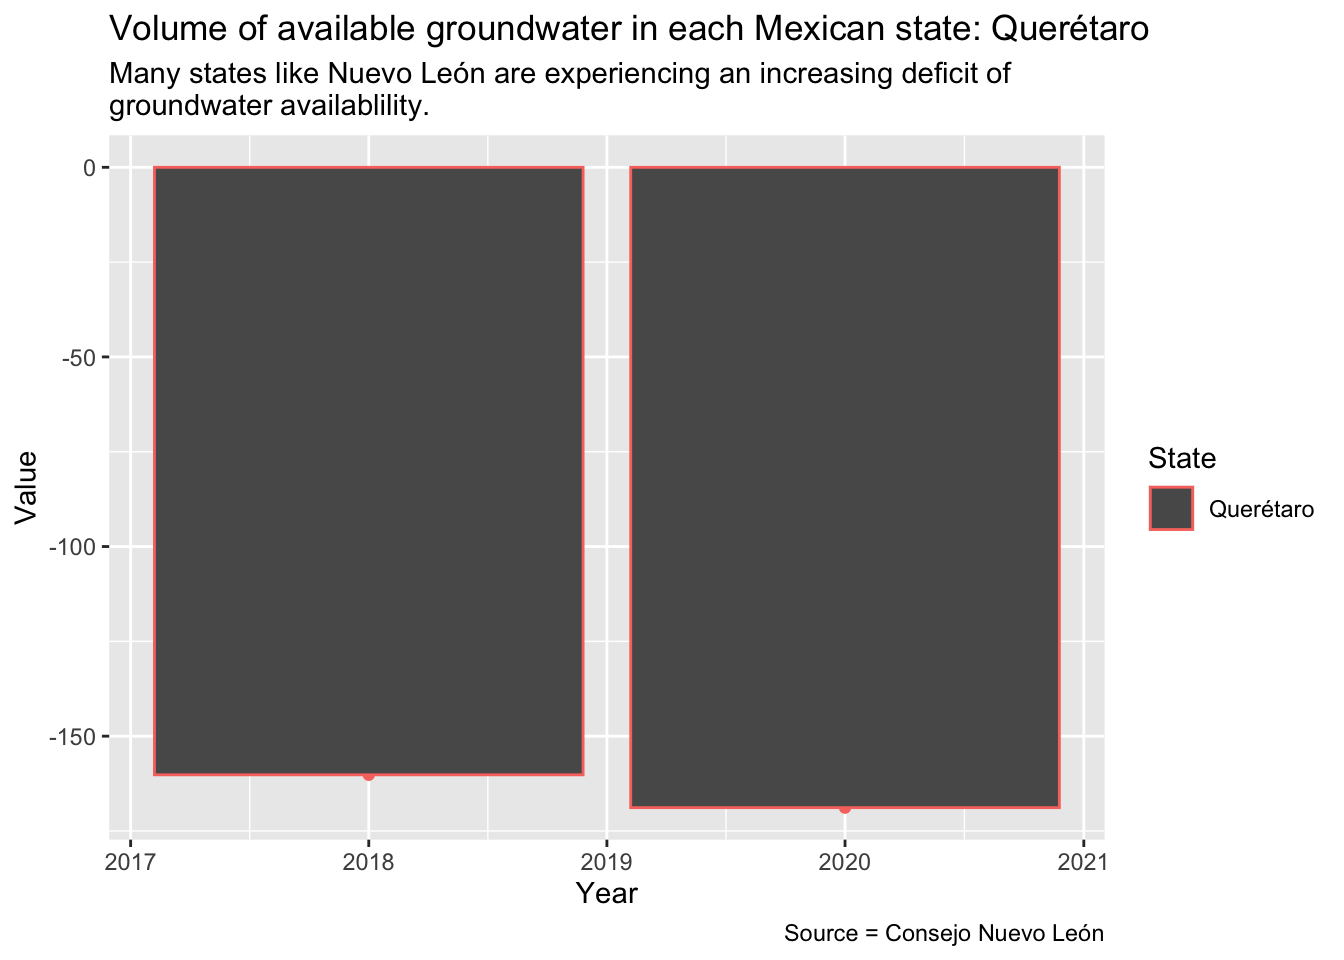 Volume of available groundwater in each Mexican state: Querétaro
Many states like Nuevo León are experiencing an increasing deficit of
groundwater availablility.
0
-50
-100
-150
Value
2017
2018
2019
2020
2021
Year
State
Querétaro
Source = Consejo Nuevo León